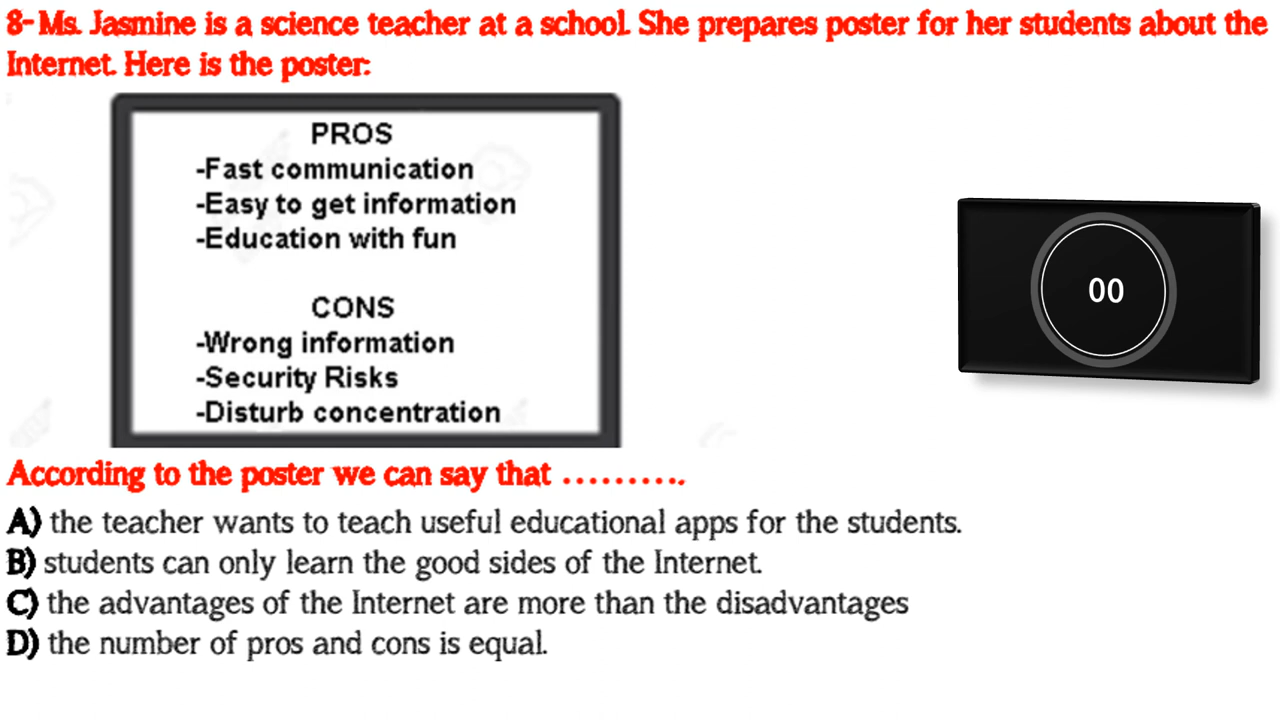 8- Ms. Jasmine is a science teacher at a school. She prepares poster for her students about the
Internet. Here is the poster:
PROS
-Fast communication
-Easy to get information
-Education with fun
CONS
-Wrong information
-Security Risks
-Disturb concentration
00
According to the poster we can say that ……….
A) the teacher wants to teach useful educational apps for the students.
B) students can only learn the good sides of the Internet.
C) the advantages of the Internet are more than the disadvantages
D) the number of pros and cons is equal.